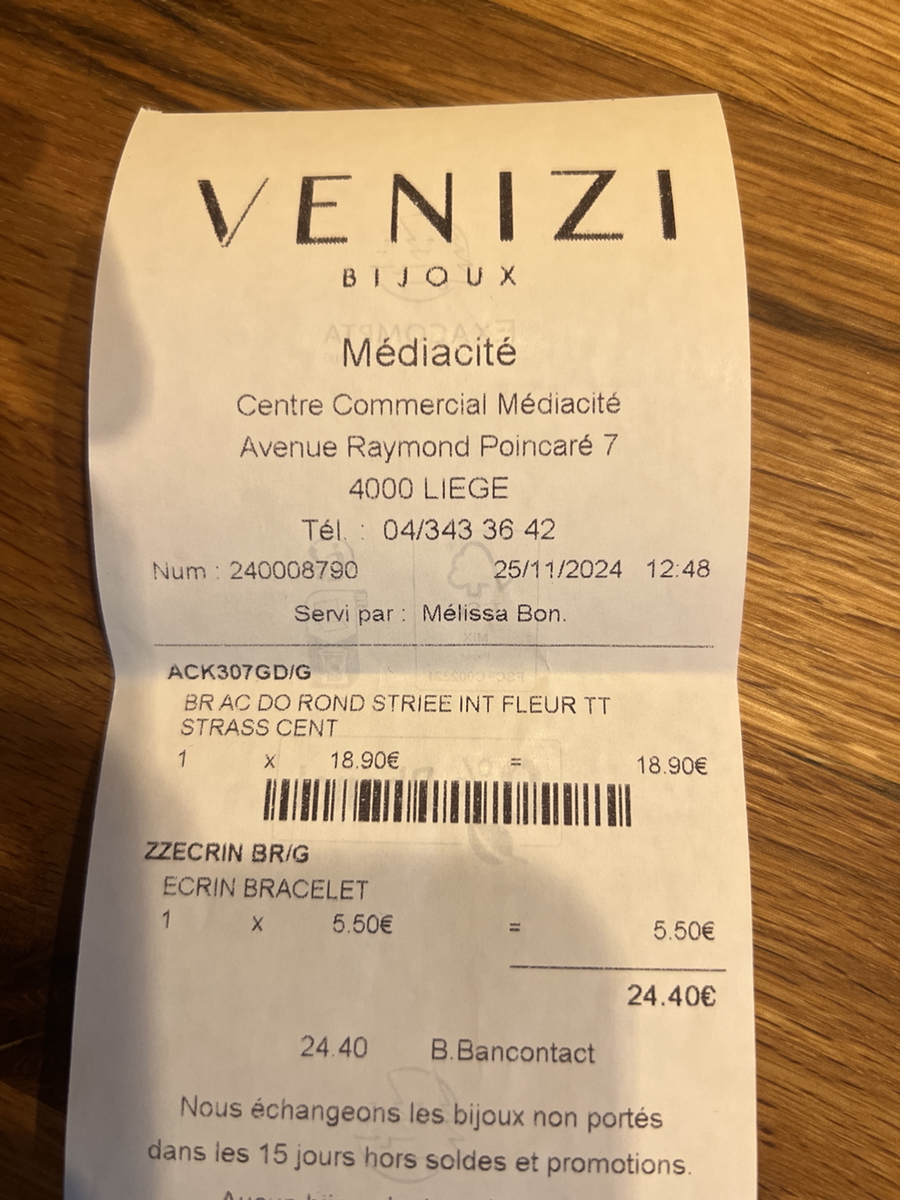 VENIZI
BIJOUX
Médiacité
Centre Commercial Médiacité
Avenue Raymond Poincaré 7
4000 LIEGE
Tél. : 04/343 36 42
Num : 240008790 25/11/2024 12:48
Servi par : Mélissa Bon.
ACK307GD/G
BR AC DO ROND STRIEE INT FLEUR TT
STRASS CENT
1 x 18.90€ = 18.90€
ZZECRIN BR/G
ECRIN BRACELET
1 x 5.50€ = 5.50€
24.40€
24.40 B.Bancontact
Nous échangeons les bijoux non portés
dans les 15 jours hors soldes et promotions.